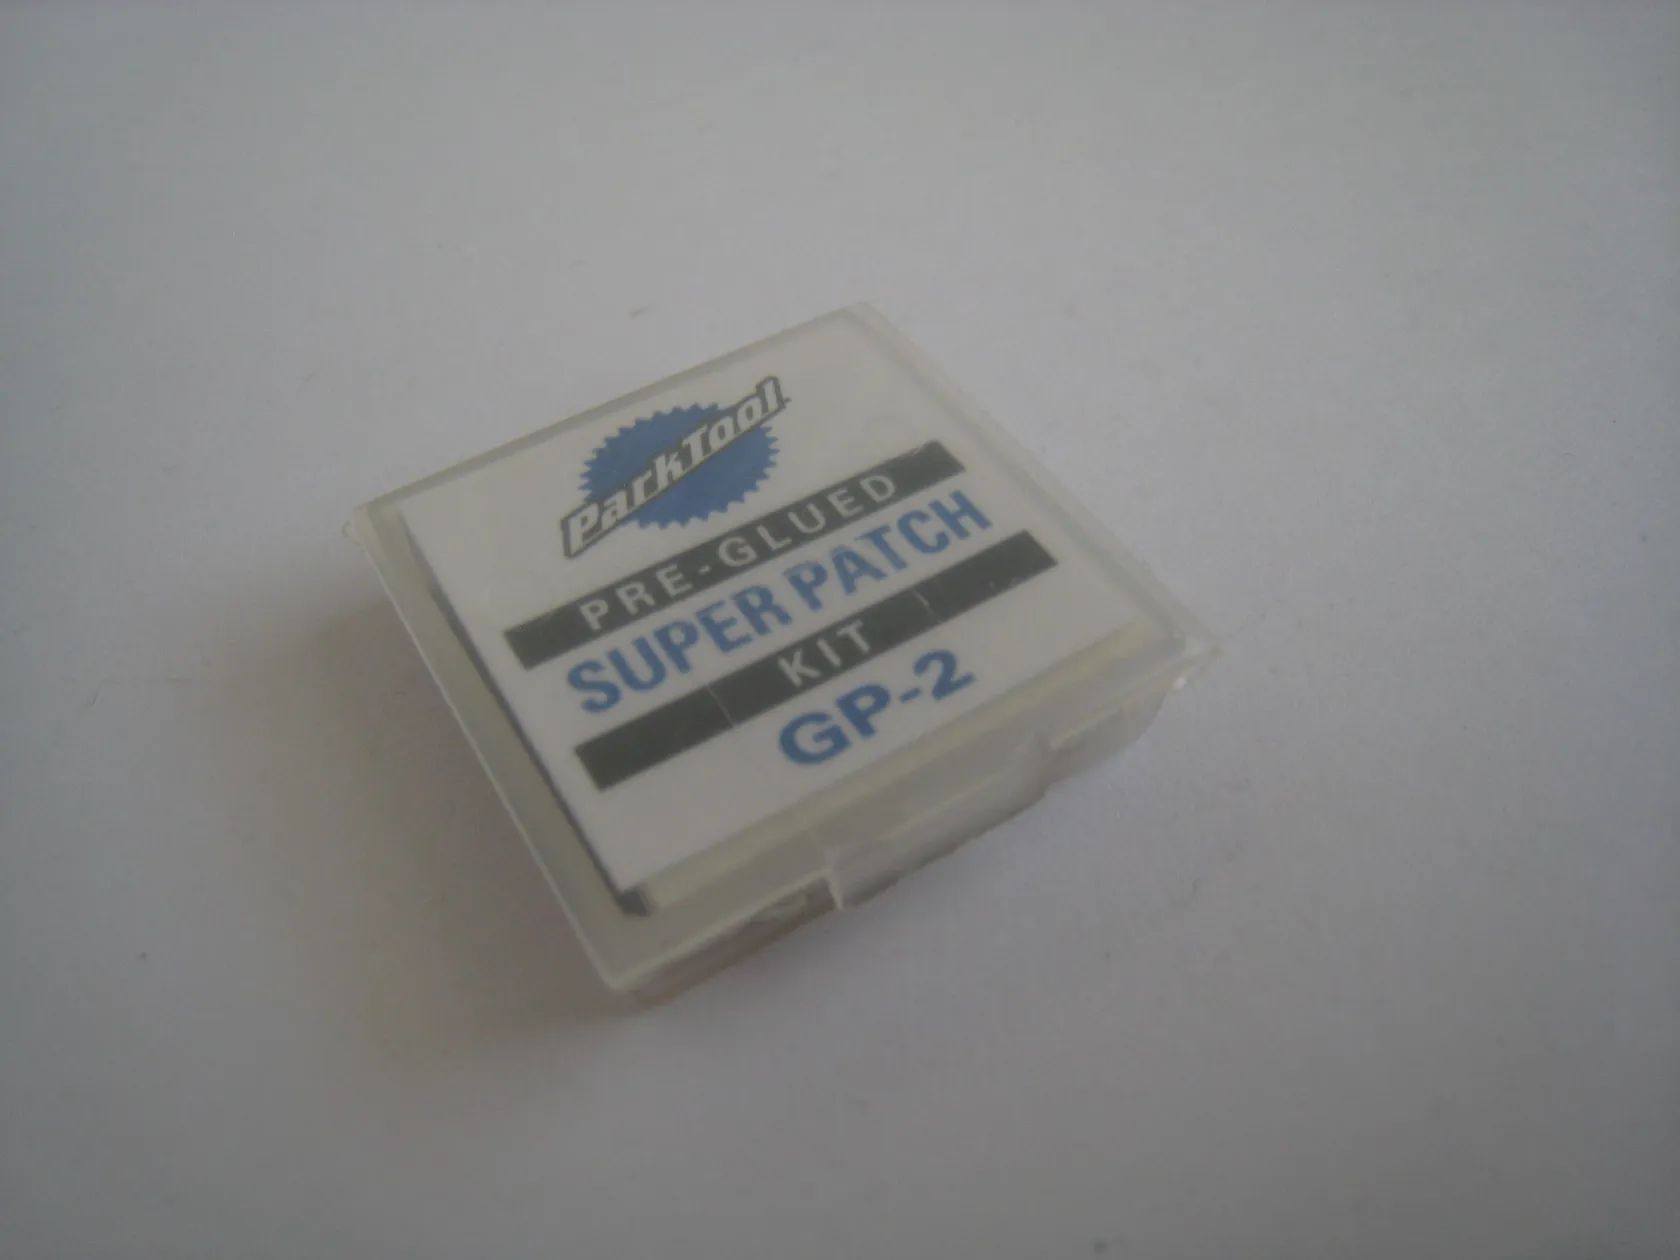 ParkTool
PRE-GLUED
SUPER PATCH
KIT
GP-2